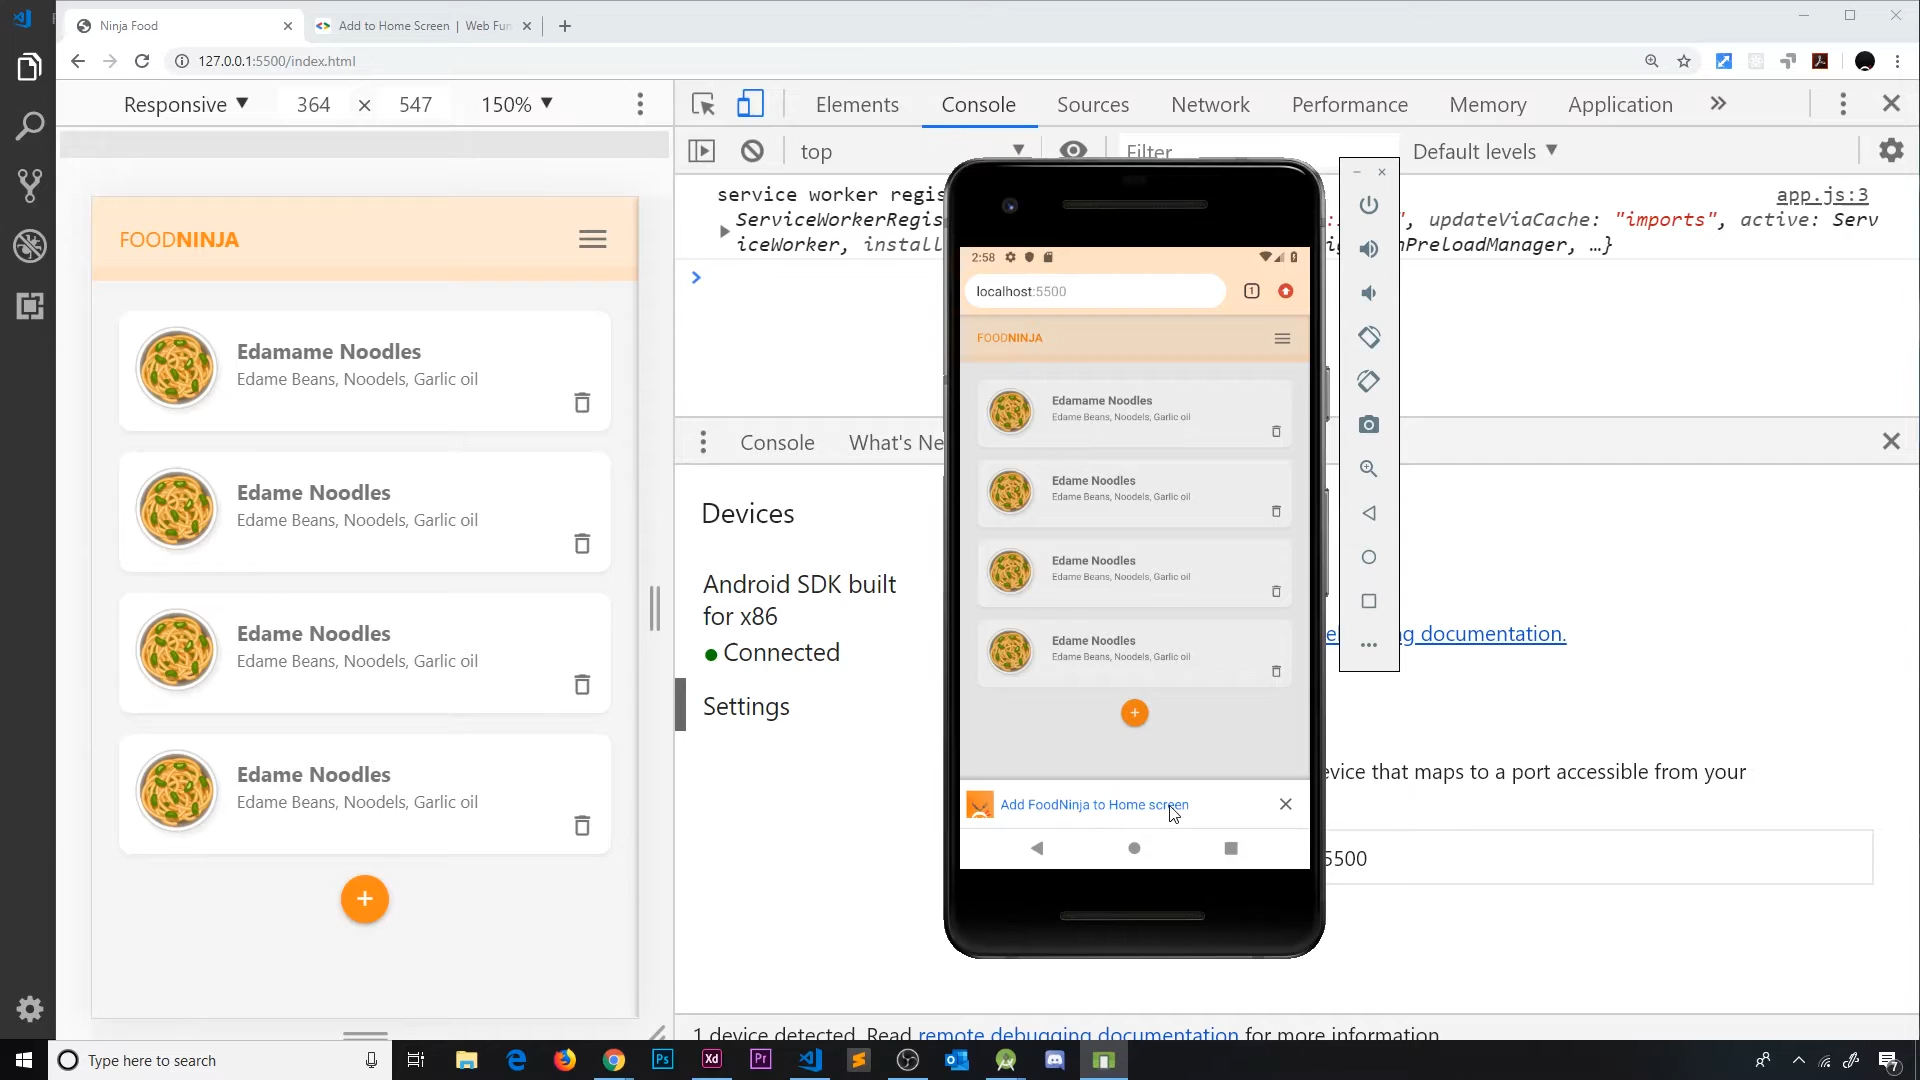 Ninja Food
Add to Home Screen | Web Fun
127.0.0.1:5500/index.html
Responsive ▼ 364 × 547 150% ▼
Elements Console Sources Network Performance Memory Application »
top ▼ Filter Default levels ▼
service worker regis
app.js:3
ServiceWorkerRegis
", updateViaCache: "imports", active: Serv
iceWorker, install
nPreLoadManager, …}
FOODNINJA
Edamame Noodles
Edame Beans, Noodels, Garlic oil
Edame Noodles
Edame Beans, Noodels, Garlic oil
Edame Noodles
Edame Beans, Noodels, Garlic oil
Edame Noodles
Edame Beans, Noodels, Garlic oil
+
Console What's Ne
Devices
Android SDK built
for x86
Connected
Settings
2:58
localhost:5500
1
FOODNINJA
Edamame Noodles
Edame Beans, Noodels, Garlic oil
Edame Noodles
Edame Beans, Noodels, Garlic oil
Edame Noodles
Edame Beans, Noodels, Garlic oil
Edame Noodles
Edame Beans, Noodels, Garlic oil
+
Add FoodNinja to Home screen
g documentation.
evice that maps to a port accessible from your
5500
1 device detected. Read remote debugging documentation for more information.
Type here to search
Ps
Xd
Pr
7